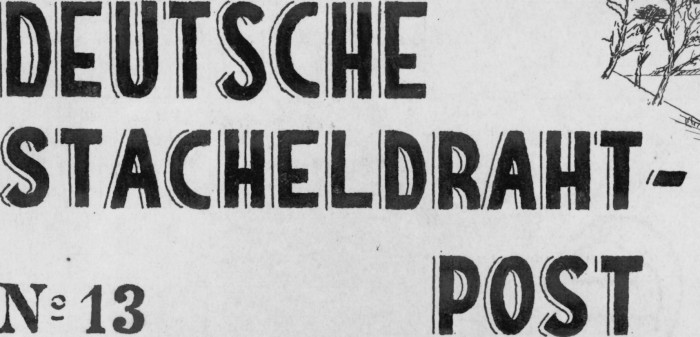 DEUTSCHE
STACHELDRAHT-
POST
Nº 13